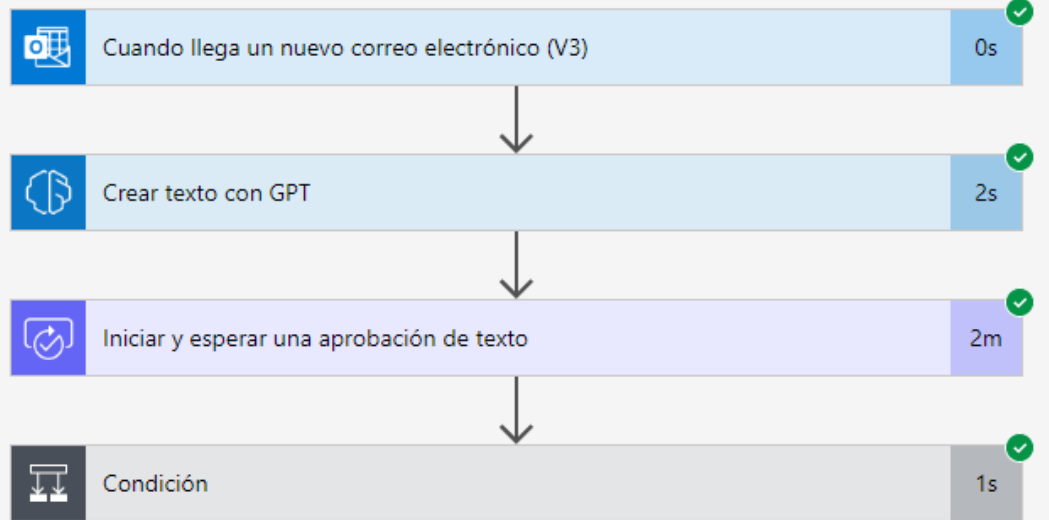 Cuando llega un nuevo correo electrónico (V3) 0s
Crear texto con GPT 2s
Iniciar y esperar una aprobación de texto 2m
Condición 1s